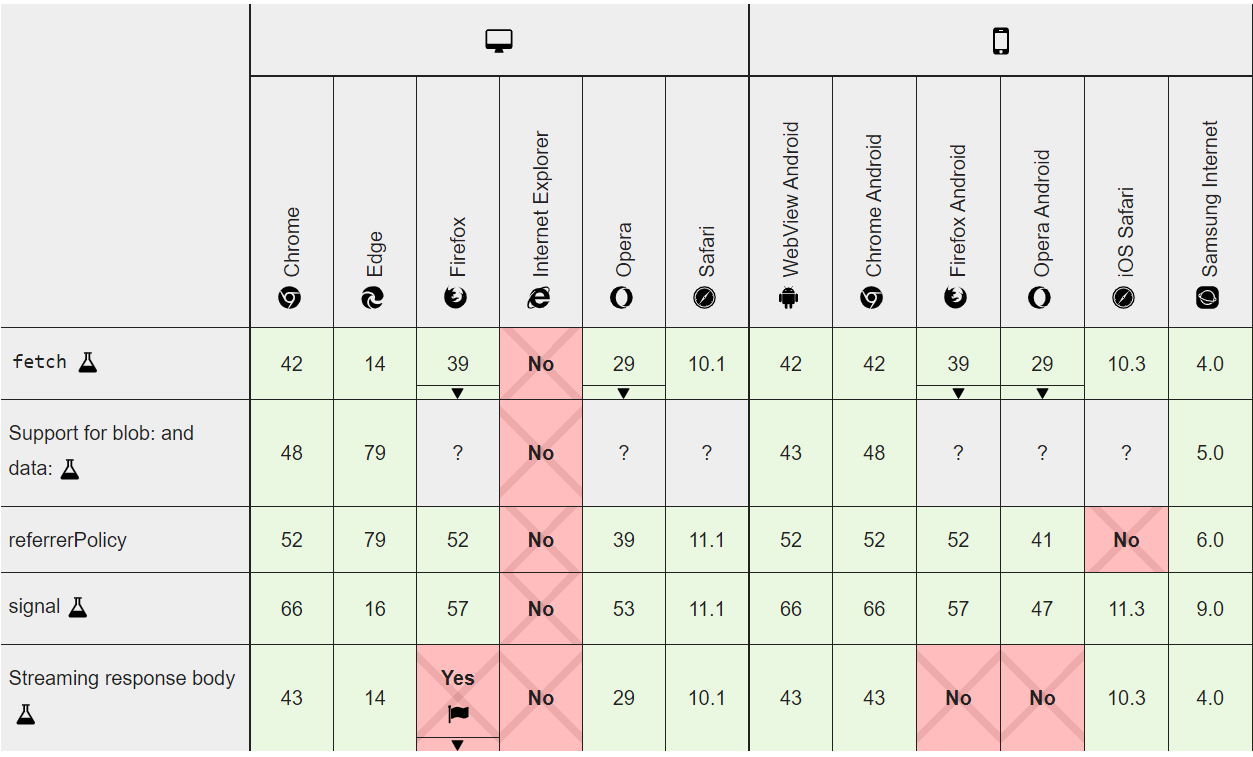 Chrome Edge Firefox Internet Explorer Opera Safari WebView Android Chrome Android Firefox Android Opera Android iOS Safari Samsung Internet
fetch 42 14 39 No 29 10.1 42 42 39 29 10.3 4.0
Support for blob: and
data: 48 79 ? No ? ? 43 48 ? ? ? 5.0
referrerPolicy 52 79 52 No 39 11.1 52 52 52 41 No 6.0
signal 66 16 57 No 53 11.1 66 66 57 47 11.3 9.0
Streaming response body 43 14 Yes No 29 10.1 43 43 No No 10.3 4.0